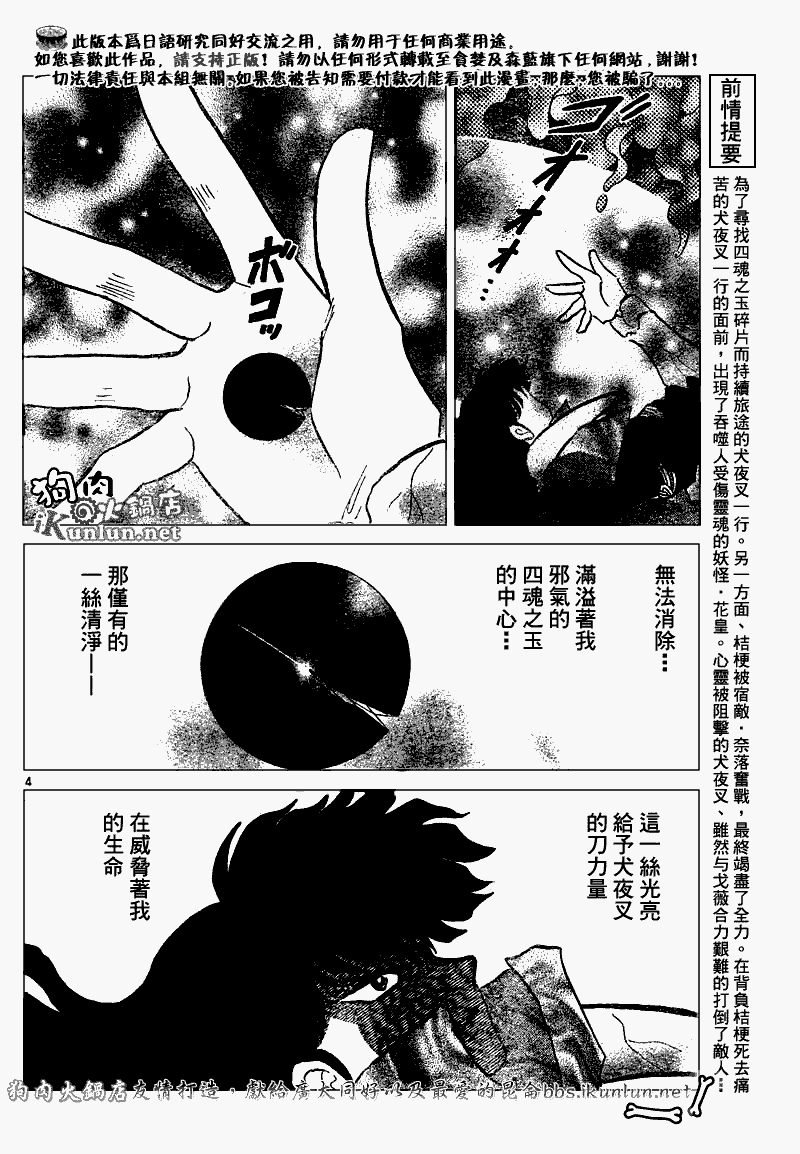 此版本爲日語研究同好交流之用，請勿用于任何商業用途。
如您喜歡此作品，請支持正版！請勿以任何形式轉載至貪婪及森藍旗下任何網站，謝謝！
一切法律責任與本組無關，如果您被告知需要付款才能看到此漫畫，那麼，您被騙了...
前情提要
為了尋找四魂之玉碎片而持續旅途的犬夜叉一行。另一方面、桔梗被宿敵．奈落奮戰，最終竭盡了全力。在背負桔梗死去痛
苦的犬夜叉一行的面前，出現了吞噬人受傷靈魂的妖怪．花皇。心靈被阻擊的犬夜叉、雖然与戈薇合力艱難的打倒了敵人…
ゴオオオオ…
ボコッ
狗肉火鍋店
iKunlun.net
無法消除…
滿溢著我
邪氣的
四魂之玉
的中心…
那僅有的
一絲清淨——
4
這一絲光亮
給予犬夜叉
的刀力量
在威脅著我
的生命
狗肉火鍋店友情打造，獻給廣大同好以及最愛的昆侖bbs.ikunlun.net